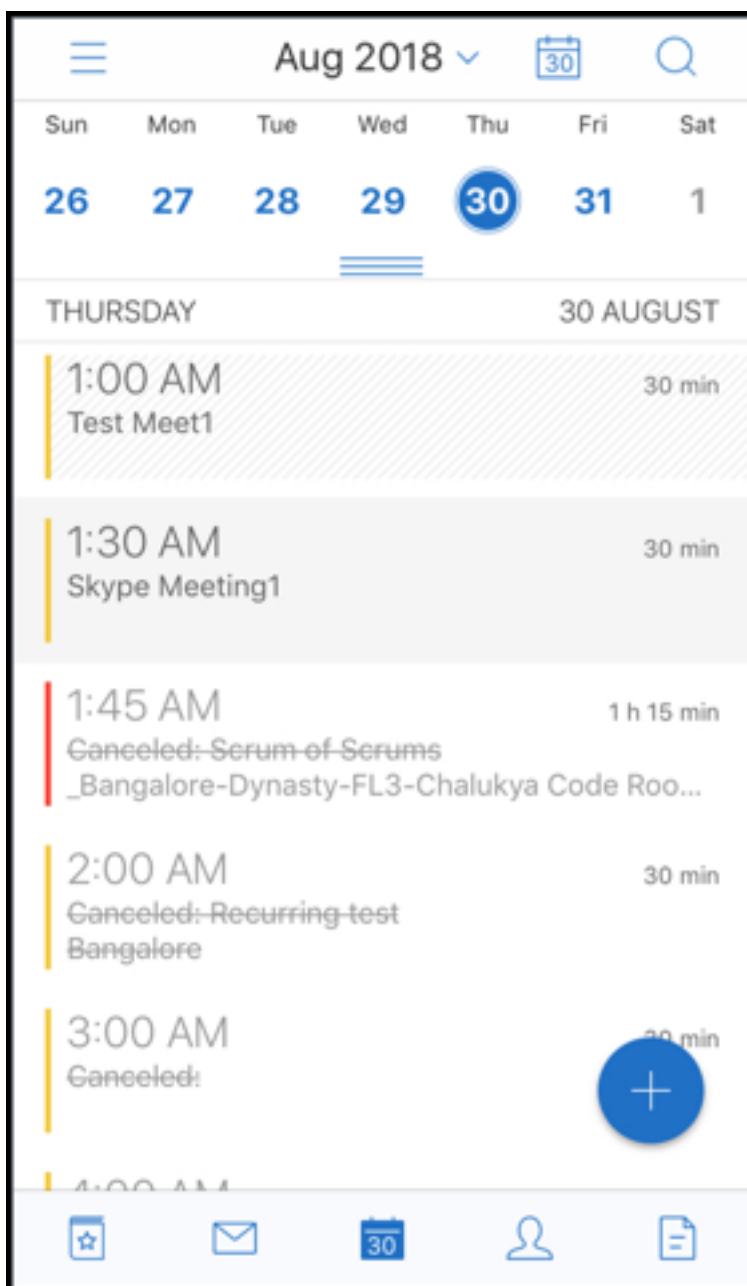 Aug 2018 30
Sun Mon Tue Wed Thu Fri Sat
26 27 28 29 30 31 1
THURSDAY 30 AUGUST
1:00 AM 30 min
Test Meet1
1:30 AM 30 min
Skype Meeting1
1:45 AM 1 h 15 min
Canceled: Scrum of Scrums
_Bangalore-Dynasty-FL3-Chalukya Code Roo...
2:00 AM 30 min
Canceled: Recurring test
Bangalore
3:00 AM min
Canceled:
30